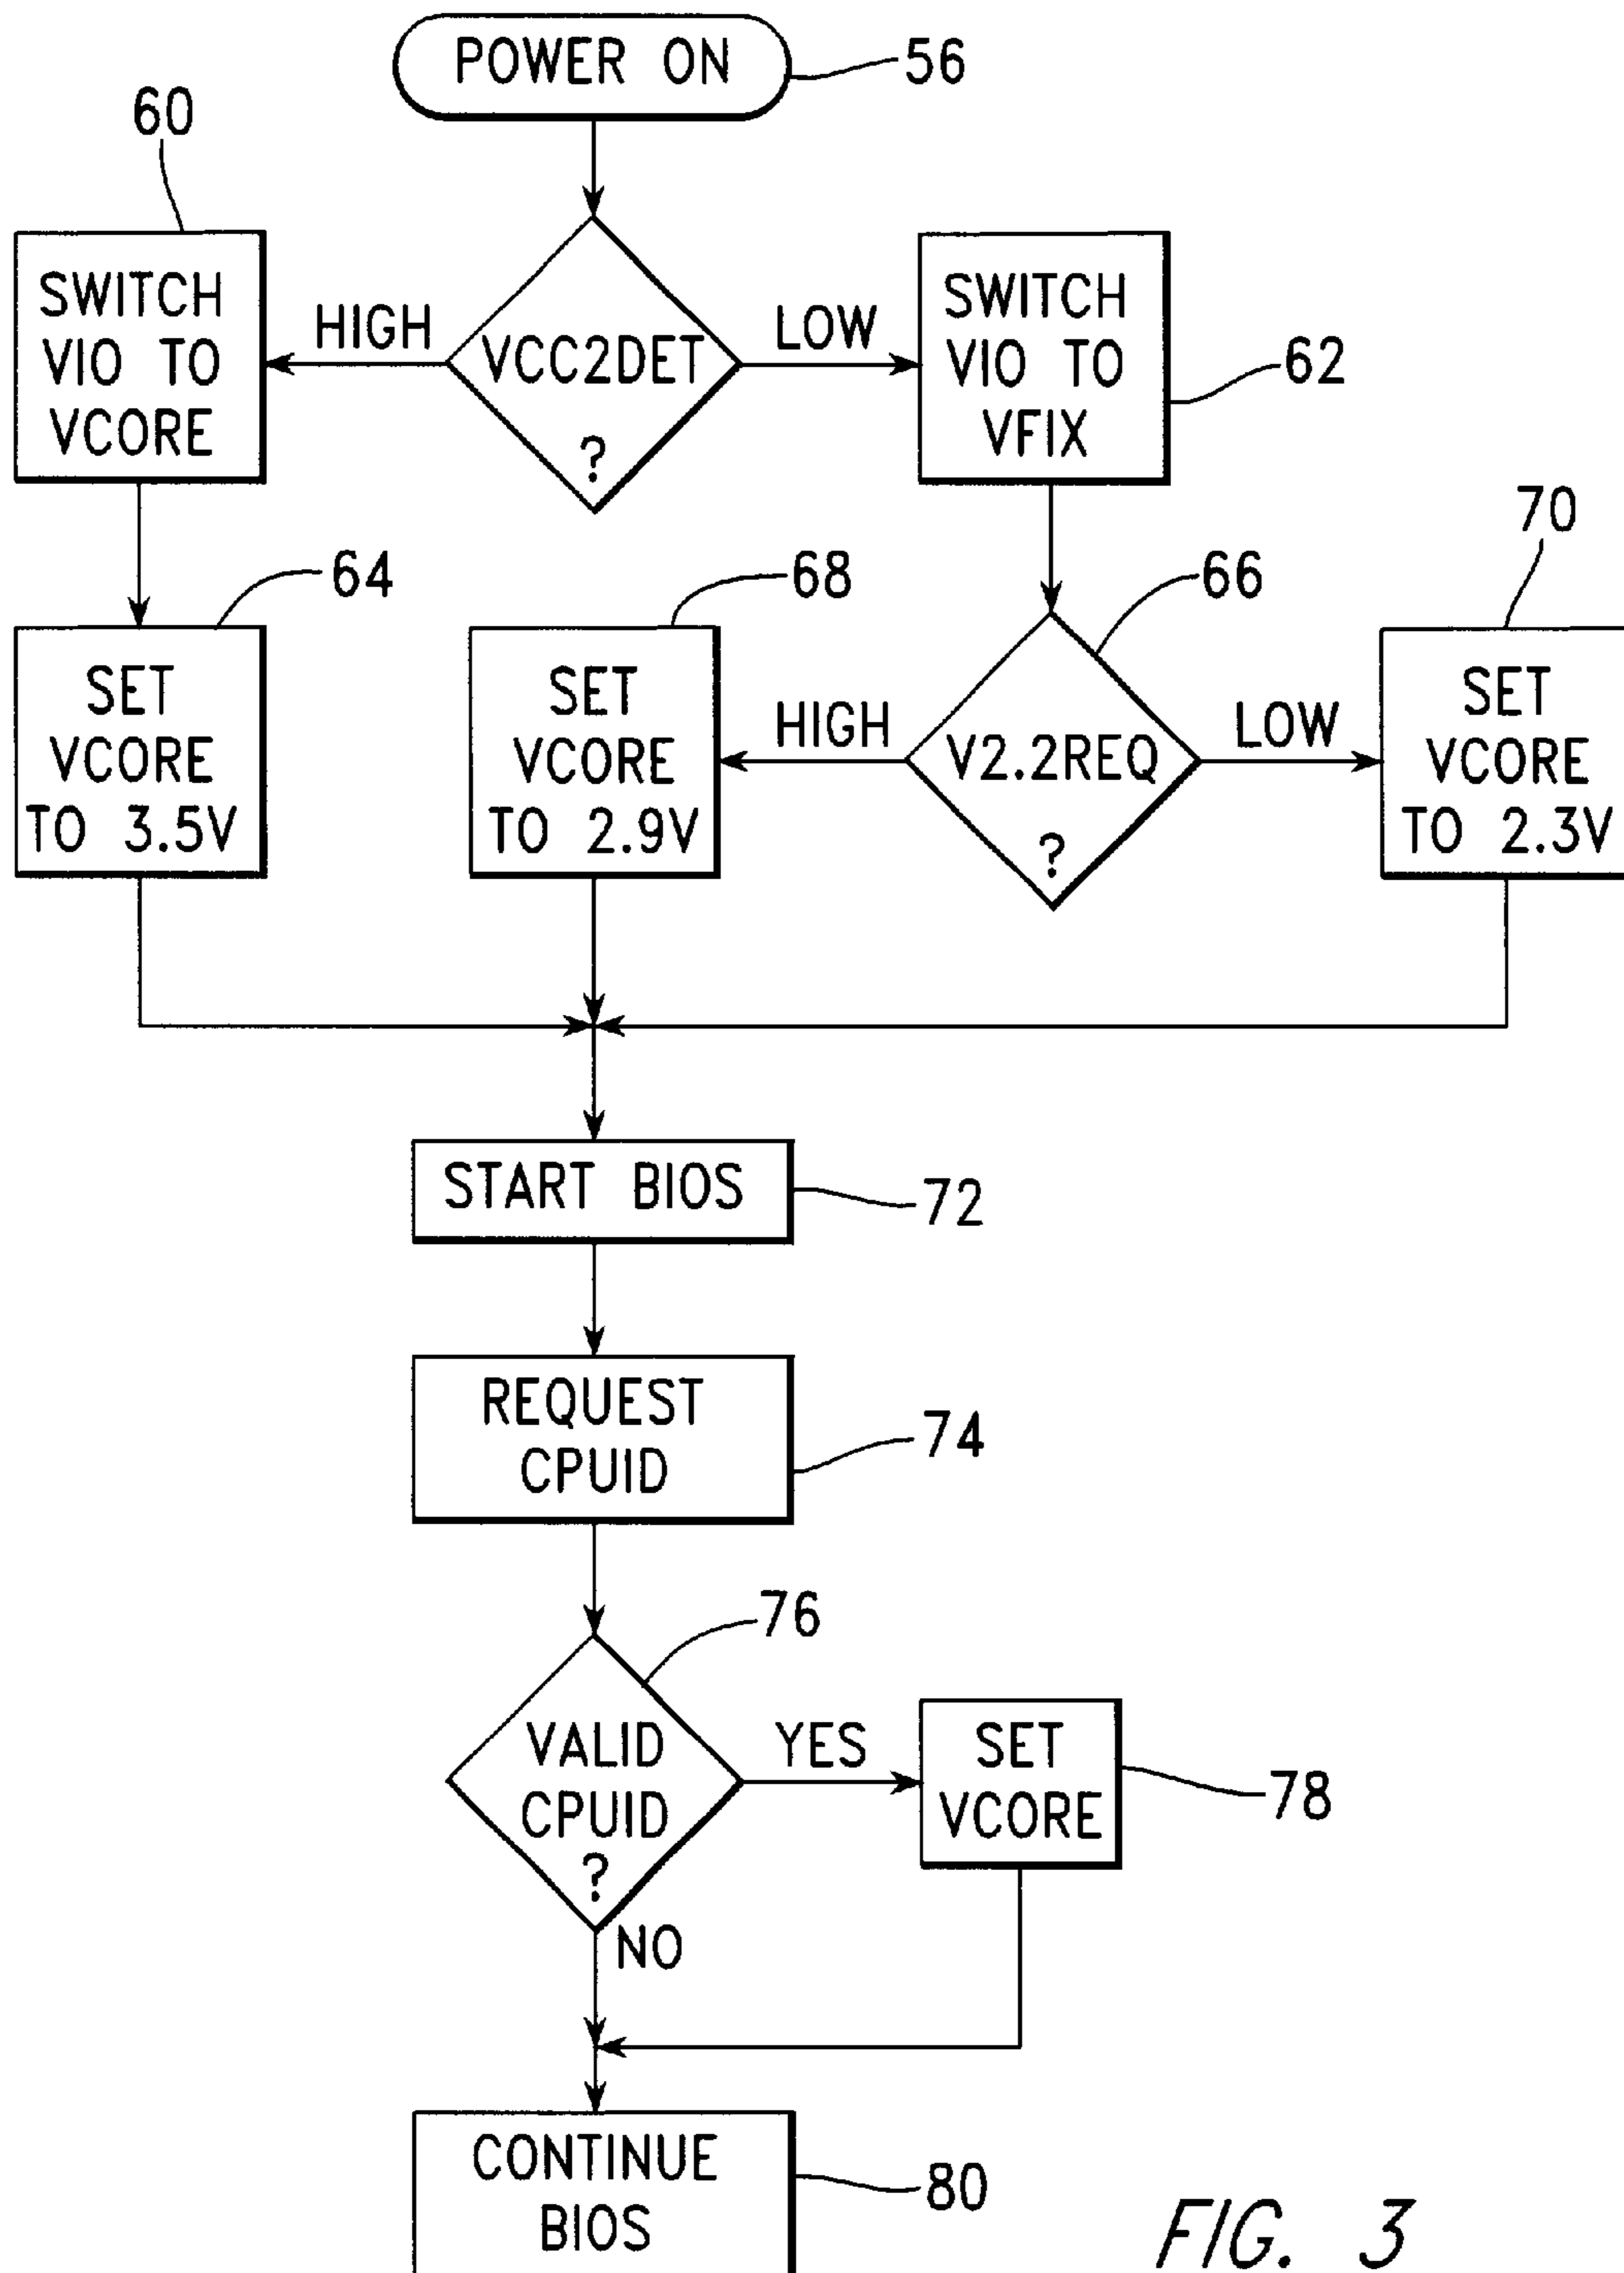 POWER ON
56
60
SWITCH
VIO TO
VCORE
HIGH
VCC2DET
?
LOW
SWITCH
VIO TO
VFIX
62
64
SET
VCORE
TO 3.5V
68
SET
VCORE
TO 2.9V
HIGH
66
V2.2REQ
?
LOW
70
SET
VCORE
TO 2.3V
START BIOS
72
REQUEST
CPUID
74
76
VALID
CPUID
?
YES
SET
VCORE
78
NO
CONTINUE
BIOS
80
FIG. 3